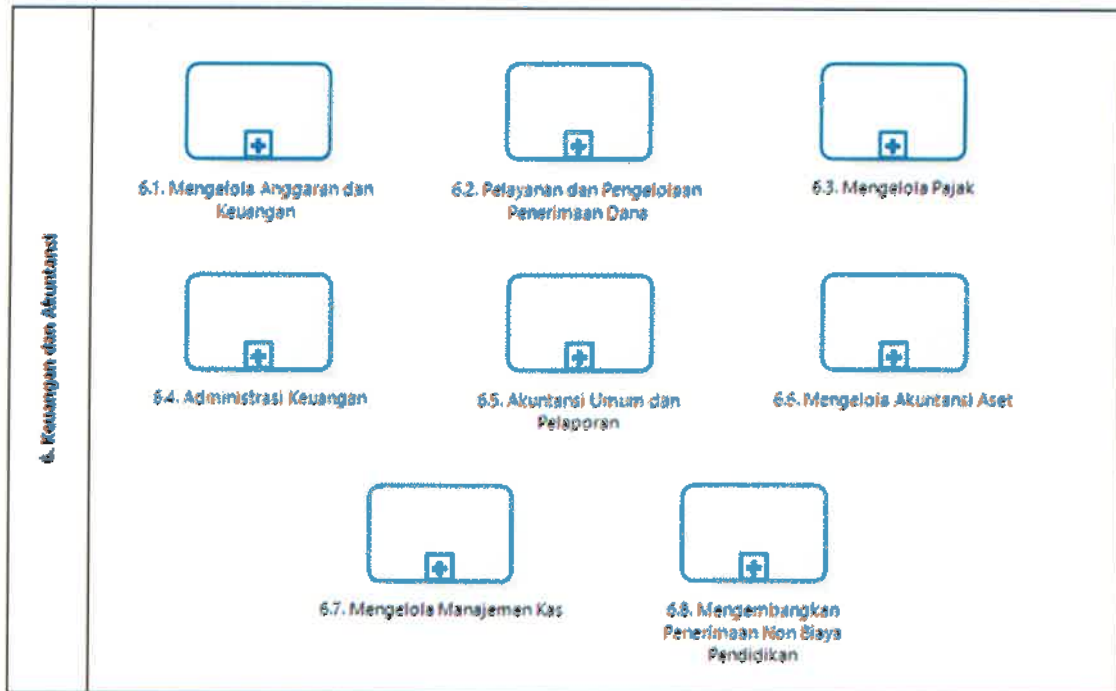 6. Keuangan dan Akuntansi
6.1. Mengelola Anggaran dan
Keuangan
6.2. Pelayanan dan Pengelolaan
Penerimaan Dana
6.3. Mengelola Pajak
6.4. Administrasi Keuangan
6.5. Akuntansi Umum dan
Pelaporan
6.6. Mengelola Akuntansi Aset
6.7. Mengelola Manajemen Kas
6.8. Mengembangkan
Penerimaan Non Biaya
Pendidikan